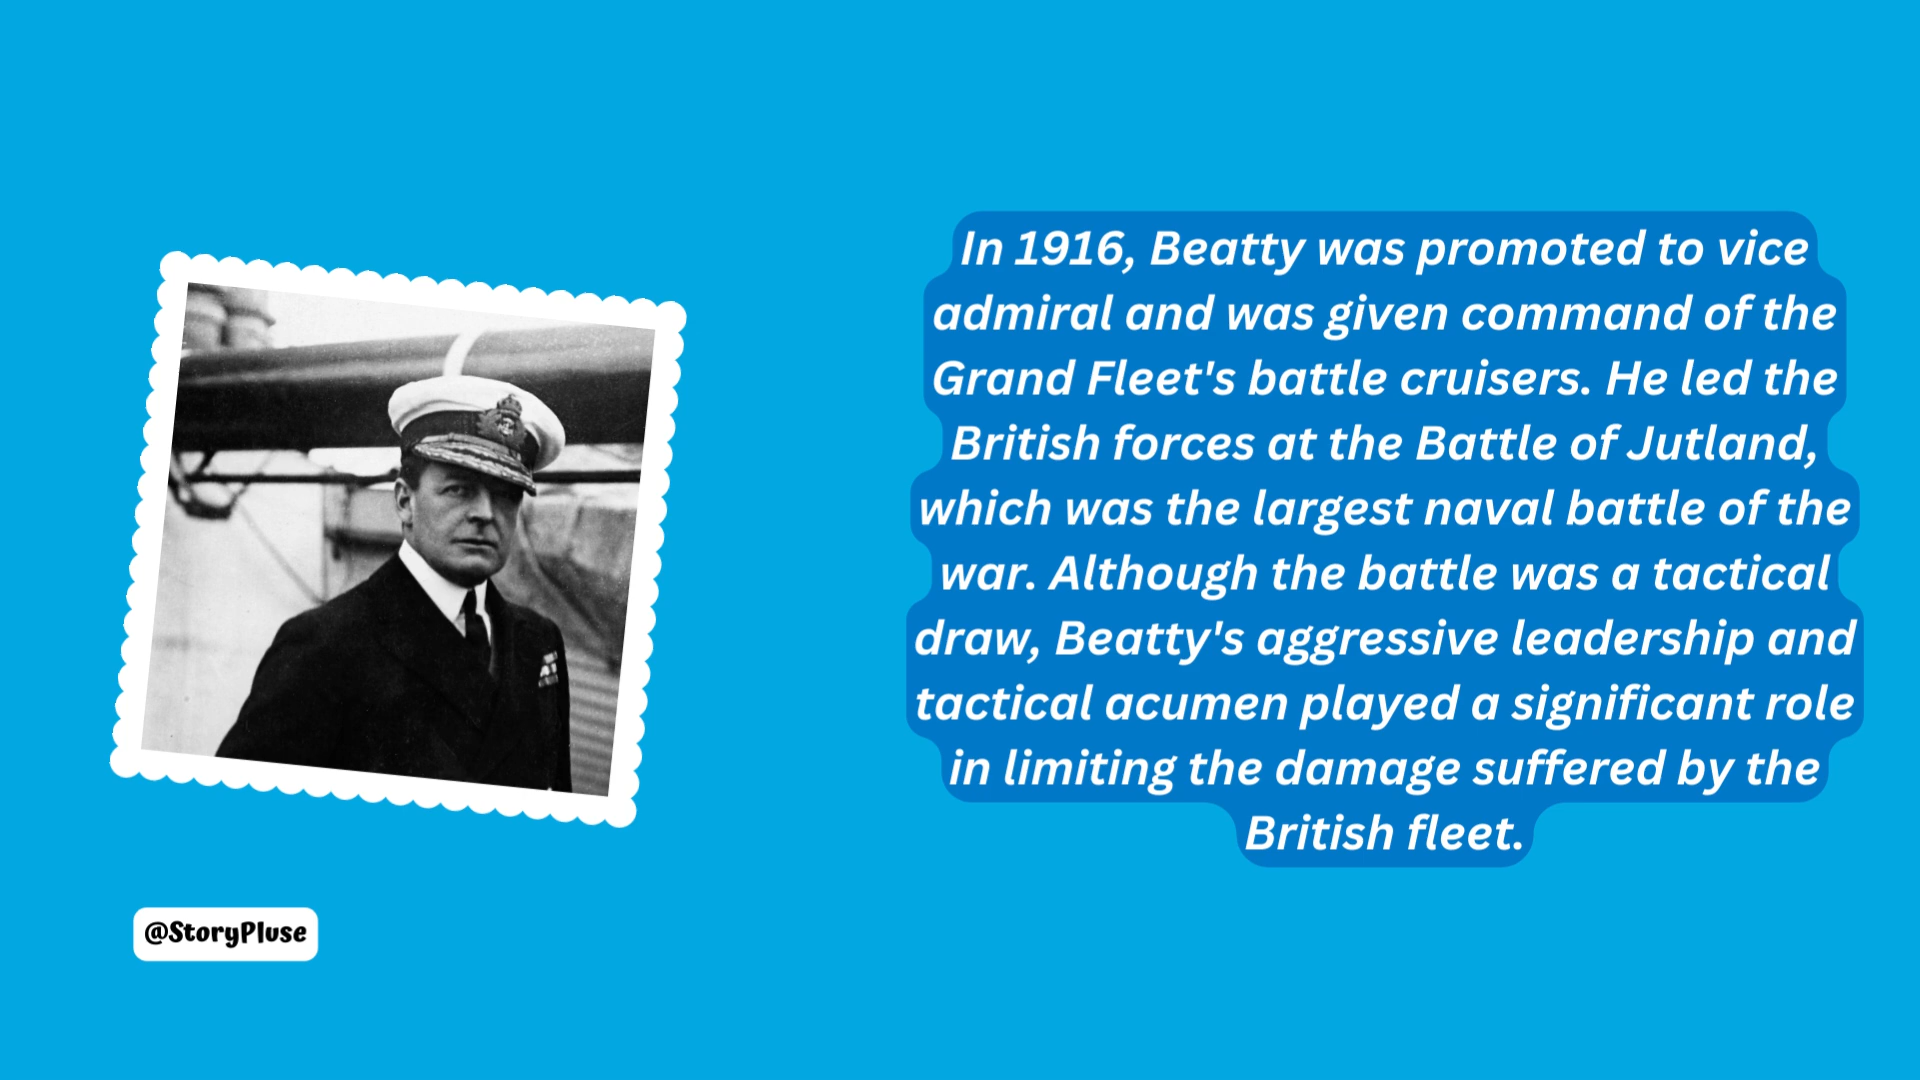 In 1916, Beatty was promoted to vice
admiral and was given command of the
Grand Fleet's battle cruisers. He led the
British forces at the Battle of Jutland,
which was the largest naval battle of the
war. Although the battle was a tactical
draw, Beatty's aggressive leadership and
tactical acumen played a significant role
in limiting the damage suffered by the
British fleet.
@StoryPluse